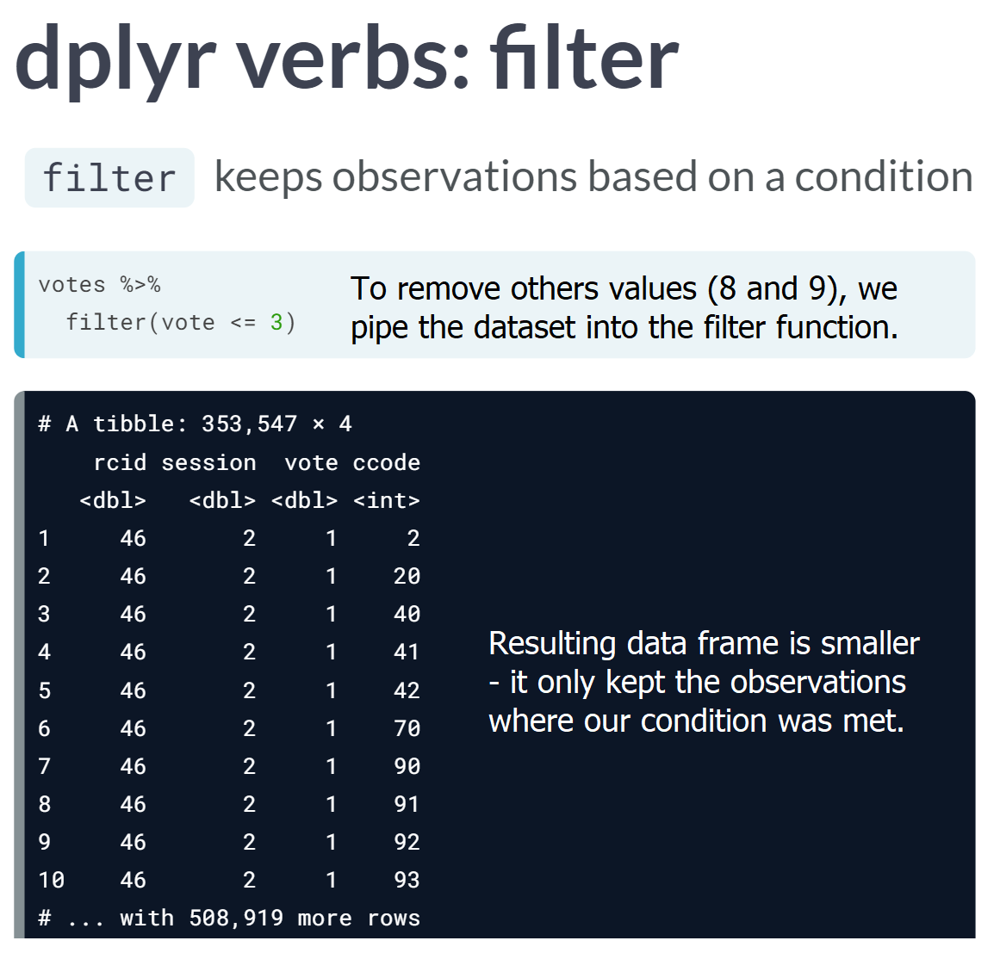 dplyr verbs: filter
filter keeps observations based on a condition
votes %>%
  filter(vote <= 3)
To remove others values (8 and 9), we
pipe the dataset into the filter function.
# A tibble: 353,547 × 4
    rcid session  vote ccode
   <dbl>   <dbl> <dbl> <int>
1     46       2     1     2
2     46       2     1    20
3     46       2     1    40
4     46       2     1    41
5     46       2     1    42
6     46       2     1    70
7     46       2     1    90
8     46       2     1    91
9     46       2     1    92
10    46       2     1    93
# ... with 508,919 more rows
Resulting data frame is smaller
- it only kept the observations
where our condition was met.